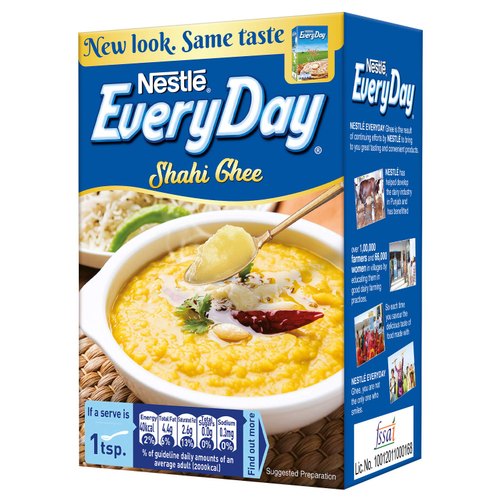 New look. Same taste
Nestlé
EveryDay
Shahi Ghee
If a serve is
1 tsp.
Energy
40kcal
2%
Total Fat
4.4g
6%
Saturated Fat
2.6g
13%
Total Sugars
0.0g
0%
Sodium
0.1mg
0%
% of guideline daily amounts of an
average adult (2000kcal)
Find out more
Suggested Preparation
Nestlé
EveryDay
NESTLÉ EVERYDAY Ghee is the result
of continuing efforts by NESTLÉ to bring
to you great tasting and convenient products.
NESTLÉ has
helped develop
the dairy industry
in Punjab and
has benefitted
over 1,00,000
farmers and 66,000
women in villages by
educating them in
good dairy farming
practices.
So each time
you savour the
delicious taste of
food made with
NESTLÉ EVERYDAY
Ghee, you are not
the only one who
smiles.
fssai
Lic.No. 10012011000168